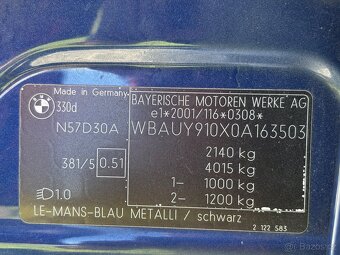 Made in Germany
330d
N57D30A
381/5 0.51
1.0
BAYERISCHE MOTOREN WERKE AG
e1*2001/116*0308*
WBAUY910X0A163503
2140 kg
4015 kg
1- 1000 kg
2- 1200 kg
LE-MANS-BLAU METALLI / schwarz
2 122 583